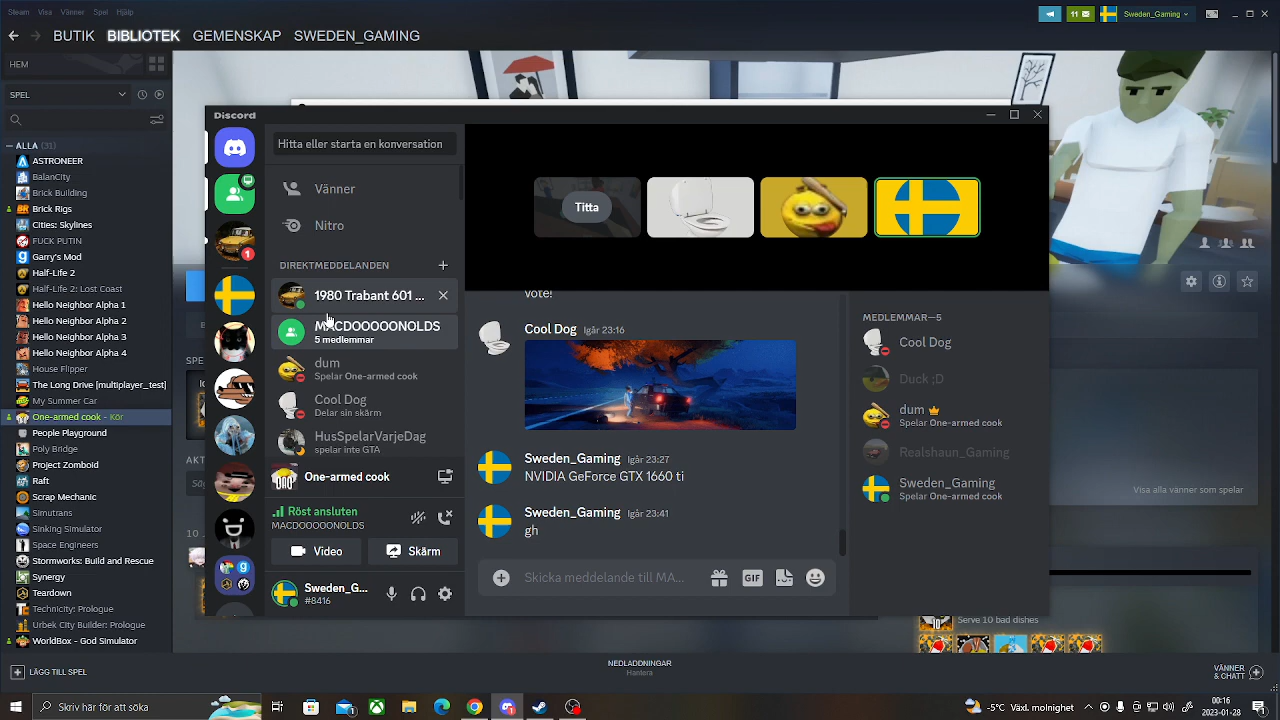 Steam Visa Vänner Spel Hjälp
11
Sweden_Gaming
BUTIK BIBLIOTEK GEMENSKAP SWEDEN_GAMING
HEM
SPEL
ALLA (31)
ASTRONEER
BalanCity
Brick Building
Brick Rigs
Cities: Skylines
FUCK PUTIN
Garry's Mod
Half-Life 2
Half-Life 2: Lost Coast
Hello Neighbor Alpha 1
Hello Neighbor Alpha 2
Hello Neighbor Alpha 3
Hello Neighbor Alpha 4
House Flipper
The Long Drive [multiplayer_test]
My Summer Car
One-armed cook - Kör
People Playground
Poly Bridge
Project Zomboid
Raft
Scrap Mechanic
Simutrans
Sinking Simulator
Space Engineers
Stormworks: Build and Rescue
Synergy
Teardown
Technicity: Prologue
Urbek City Builder: Prologue
WorldBox - God Simulator
LÄGG TILL SPEL
Discord
1
Hitta eller starta en konversation
Vänner
Nitro
DIREKTMEDDELANDEN
1980 Trabant 601 ...
MACDOOOOONOLDS
5 medlemmar
dum
Spelar One-armed cook
Cool Dog
Delar sin skärm
HusSpelarVarjeDag
spelar inte GTA
One-armed cook
Röst ansluten
MACDOOOOONOLDS
Video
Skärm
Sweden_G...
#8416
Titta
vote!
Cool Dog Igår 23:16
Sweden_Gaming Igår 23:27
NVIDIA GeForce GTX 1660 ti
Sweden_Gaming Igår 23:41
gh
Skicka meddelande till MA...
GIF
MEDLEMMAR—5
Cool Dog
Duck ;D
dum
Spelar One-armed cook
Realshaun_Gaming
Sweden_Gaming
Spelar One-armed cook
Visa alla vänner som spelar
Serve 10 bad dishes
NEDLADDNINGAR
Hantera
VÄNNER
& CHATT
Skriv här för att söka
-5°C Växl. molnighet
00:16
2023-01-28